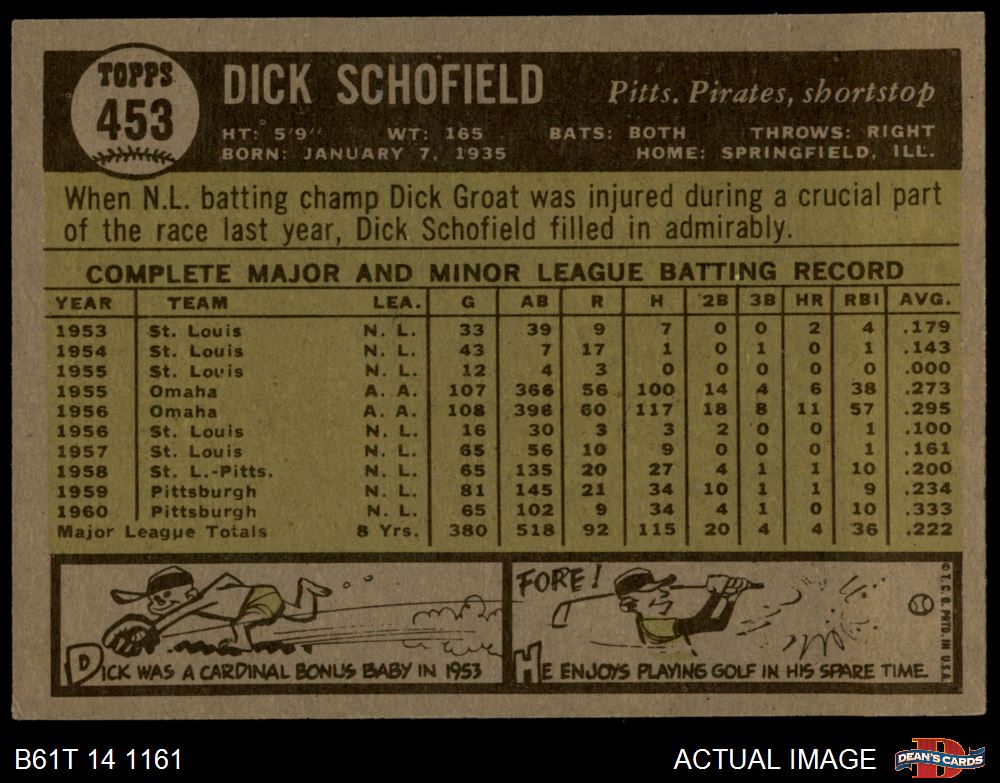 TOPPS
453
DICK SCHOFIELD
Pitts. Pirates, shortstop
HT: 5'9" WT: 165 BATS: BOTH THROWS: RIGHT
BORN: JANUARY 7, 1935 HOME: SPRINGFIELD, ILL.
When N.L. batting champ Dick Groat was injured during a crucial part
of the race last year, Dick Schofield filled in admirably.
COMPLETE MAJOR AND MINOR LEAGUE BATTING RECORD
YEAR TEAM LEA. G AB R H 2B 3B HR RBI AVG.
1953 St. Louis N. L. 33 39 9 7 0 0 2 4 .179
1954 St. Louis N. L. 43 7 17 1 0 1 0 1 .143
1955 St. Louis N. L. 12 4 3 0 0 0 0 0 .000
1955 Omaha A. A. 107 366 56 100 14 4 6 38 .273
1956 Omaha A. A. 108 396 60 117 18 8 11 57 .295
1956 St. Louis N. L. 16 30 3 3 2 0 0 1 .100
1957 St. Louis N. L. 65 56 10 9 0 0 0 1 .161
1958 St. L.-Pitts. N. L. 65 135 20 27 4 1 1 10 .200
1959 Pittsburgh N. L. 81 145 21 34 10 1 1 9 .234
1960 Pittsburgh N. L. 65 102 9 34 4 1 0 10 .333
Major League Totals 8 Yrs. 380 518 92 115 20 4 4 36 .222
DICK WAS A CARDINAL BONUS BABY IN 1953
FORE!
HE ENJOYS PLAYING GOLF IN HIS SPARE TIME.
© T. C. G. PRTD. IN U.S.A.
B61T 14 1161
ACTUAL IMAGE
DEAN'S CARDS